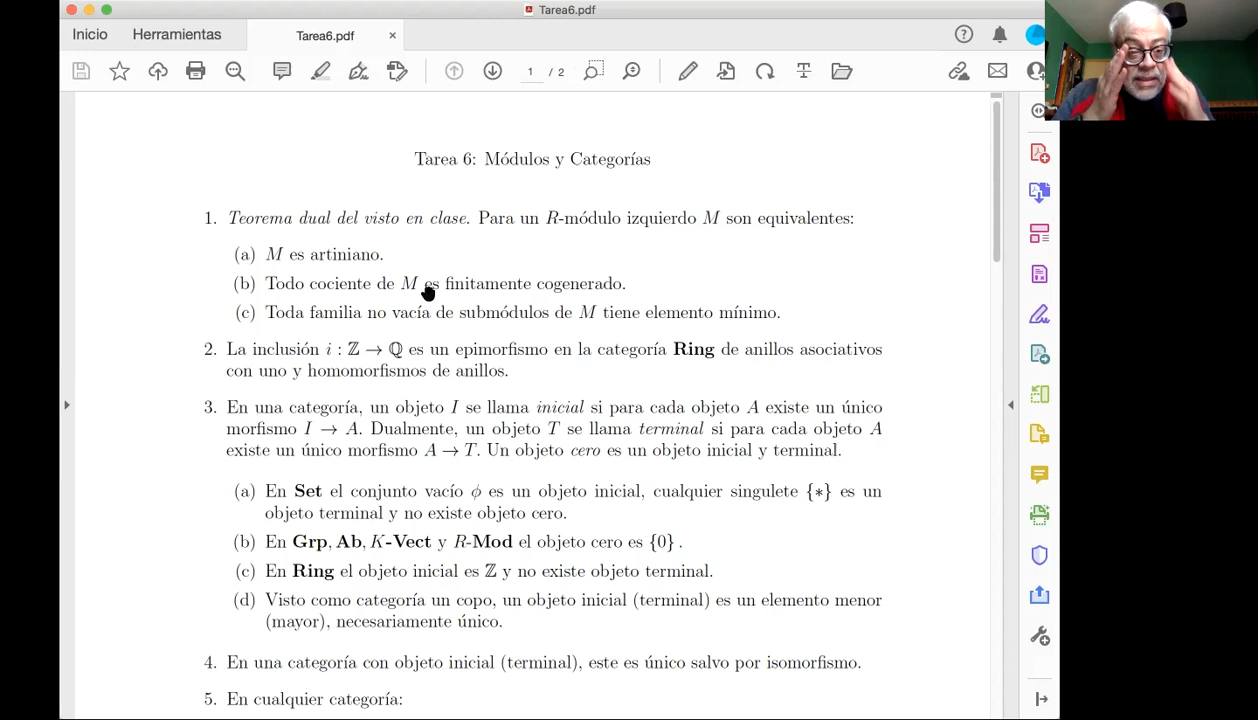 Tarea6.pdf
Inicio
Herramientas
Tarea6.pdf
×
1 / 2
Tarea 6: Módulos y Categorías
1. Teorema dual del visto en clase. Para un R-módulo izquierdo M son equivalentes:
(a) M es artiniano.
(b) Todo cociente de M es finitamente cogenerado.
(c) Toda familia no vacía de submódulos de M tiene elemento mínimo.
2. La inclusión i : ℤ → ℚ es un epimorfismo en la categoría Ring de anillos asociativos
con uno y homomorfismos de anillos.
3. En una categoría, un objeto I se llama inicial si para cada objeto A existe un único
morfismo I → A. Dualmente, un objeto T se llama terminal si para cada objeto A
existe un único morfismo A → T. Un objeto cero es un objeto inicial y terminal.
(a) En Set el conjunto vacío ϕ es un objeto inicial, cualquier singulete {∗} es un
objeto terminal y no existe objeto cero.
(b) En Grp, Ab, K-Vect y R-Mod el objeto cero es {0} .
(c) En Ring el objeto inicial es ℤ y no existe objeto terminal.
(d) Visto como categoría un copo, un objeto inicial (terminal) es un elemento menor
(mayor), necesariamente único.
4. En una categoría con objeto inicial (terminal), este es único salvo por isomorfismo.
5. En cualquier categoría: